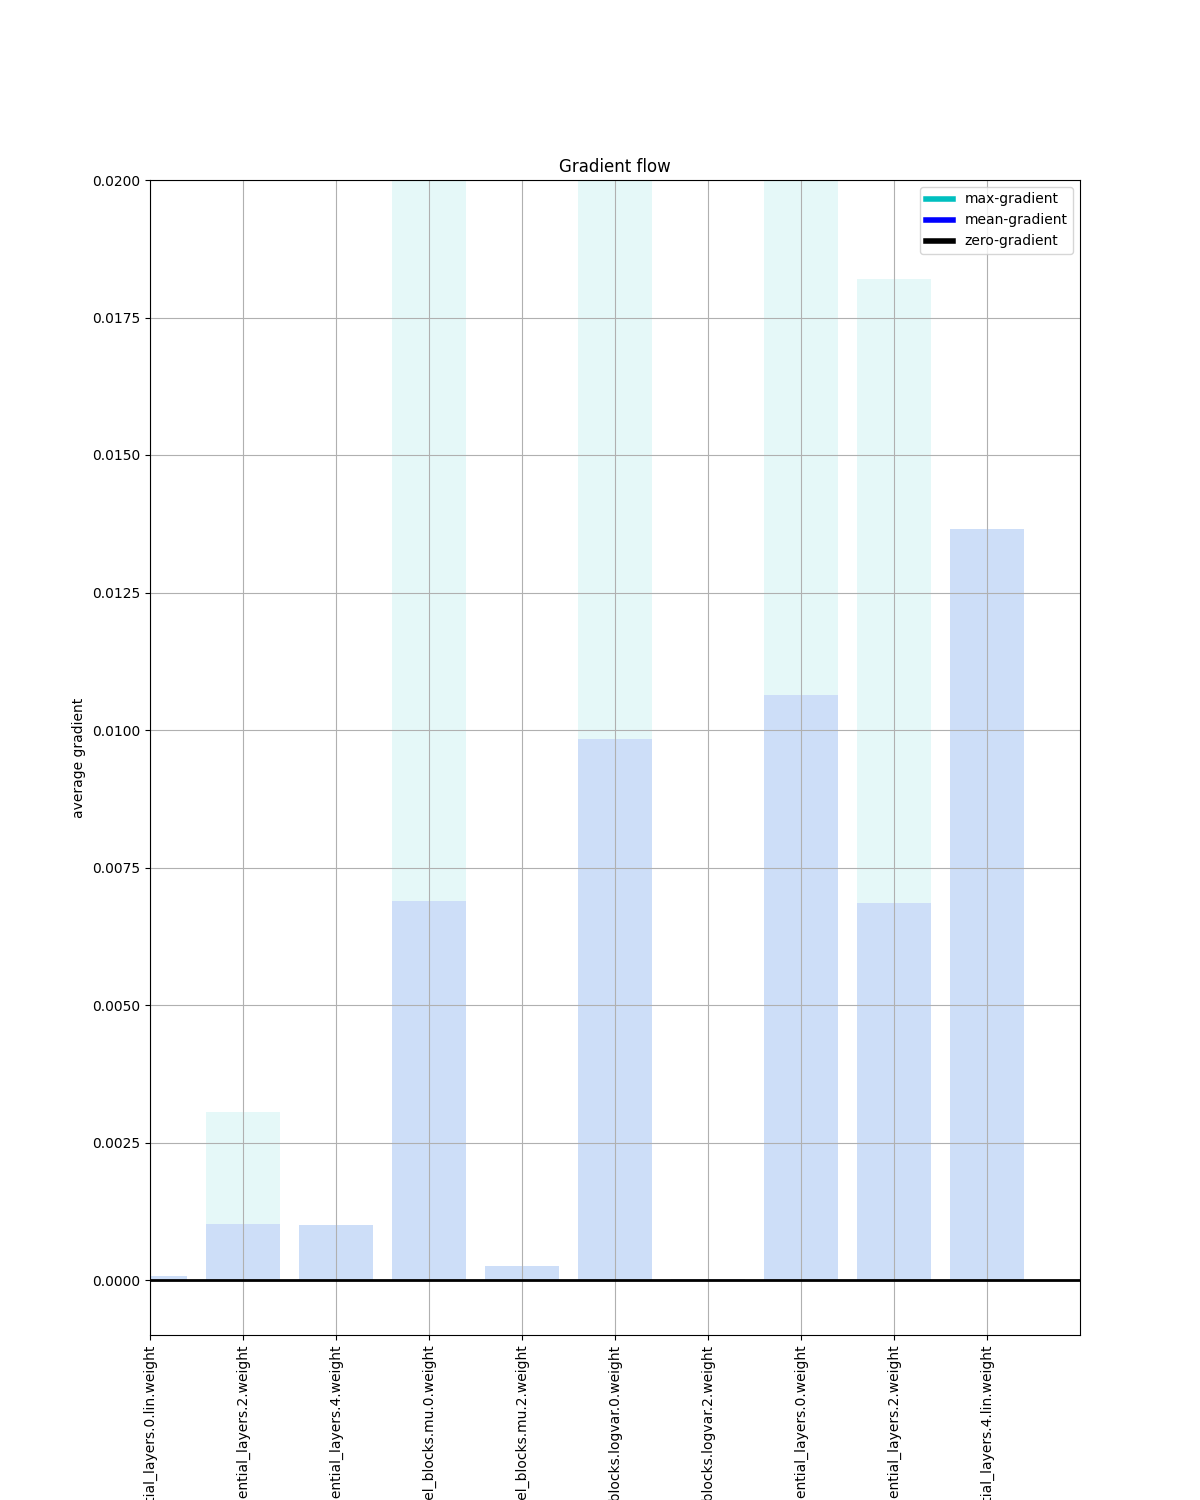 Gradient flow
max-gradient
mean-gradient
zero-gradient
0.0200
0.0175
0.0150
0.0125
0.0100
0.0075
0.0050
0.0025
0.0000
average gradient
tial_layers.0.lin.weight
ential_layers.2.weight
ential_layers.4.weight
el_blocks.mu.0.weight
el_blocks.mu.2.weight
blocks.logvar.0.weight
blocks.logvar.2.weight
ential_layers.0.weight
ential_layers.2.weight
tial_layers.4.lin.weight